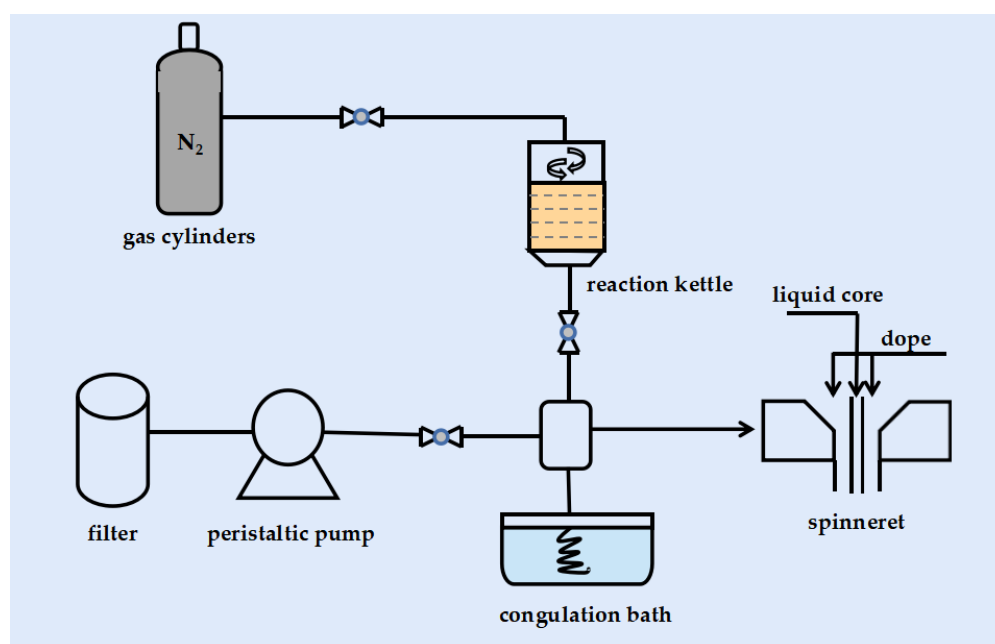 N₂
gas cylinders
reaction kettle
liquid core
dope
filter
peristaltic pump
spinneret
congulation bath